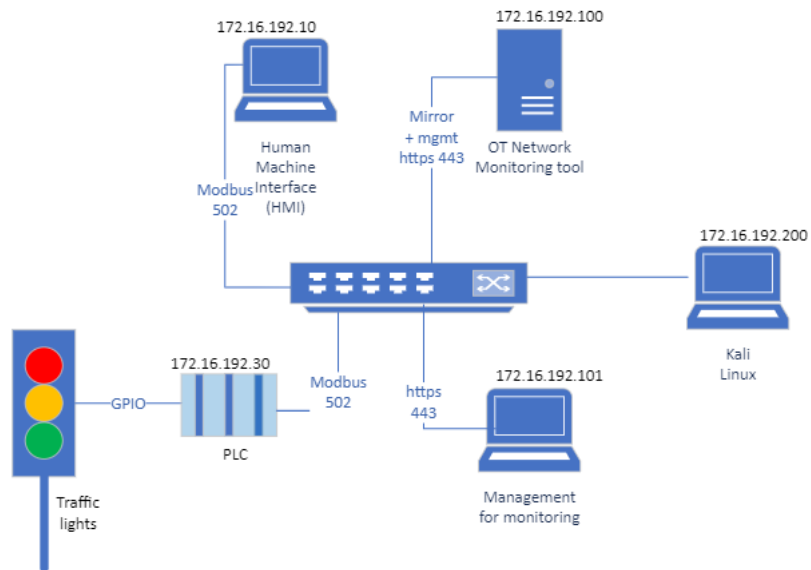 172.16.192.10
Human
Machine
Interface
(HMI)
Modbus
502
172.16.192.100
OT Network
Monitoring tool
Mirror
+ mgmt
https 443
172.16.192.200
Kali
Linux
172.16.192.30
PLC
GPIO
Traffic
lights
Modbus
502
https
443
172.16.192.101
Management
for monitoring